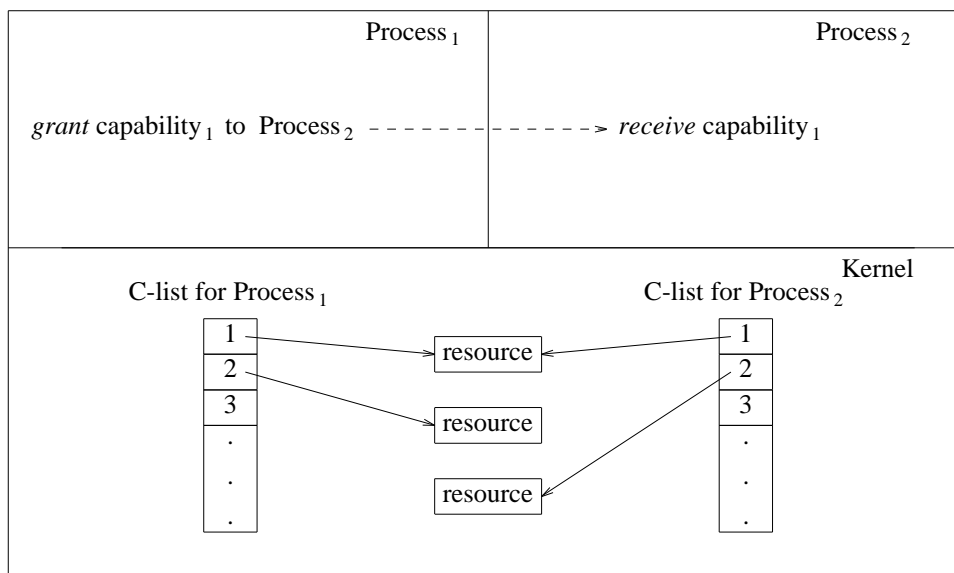 Process 1
Process 2
grant capability 1 to Process 2
receive capability 1
Kernel
C-list for Process 1
C-list for Process 2
1
2
3
.
.
.
resource
resource
resource
1
2
3
.
.
.